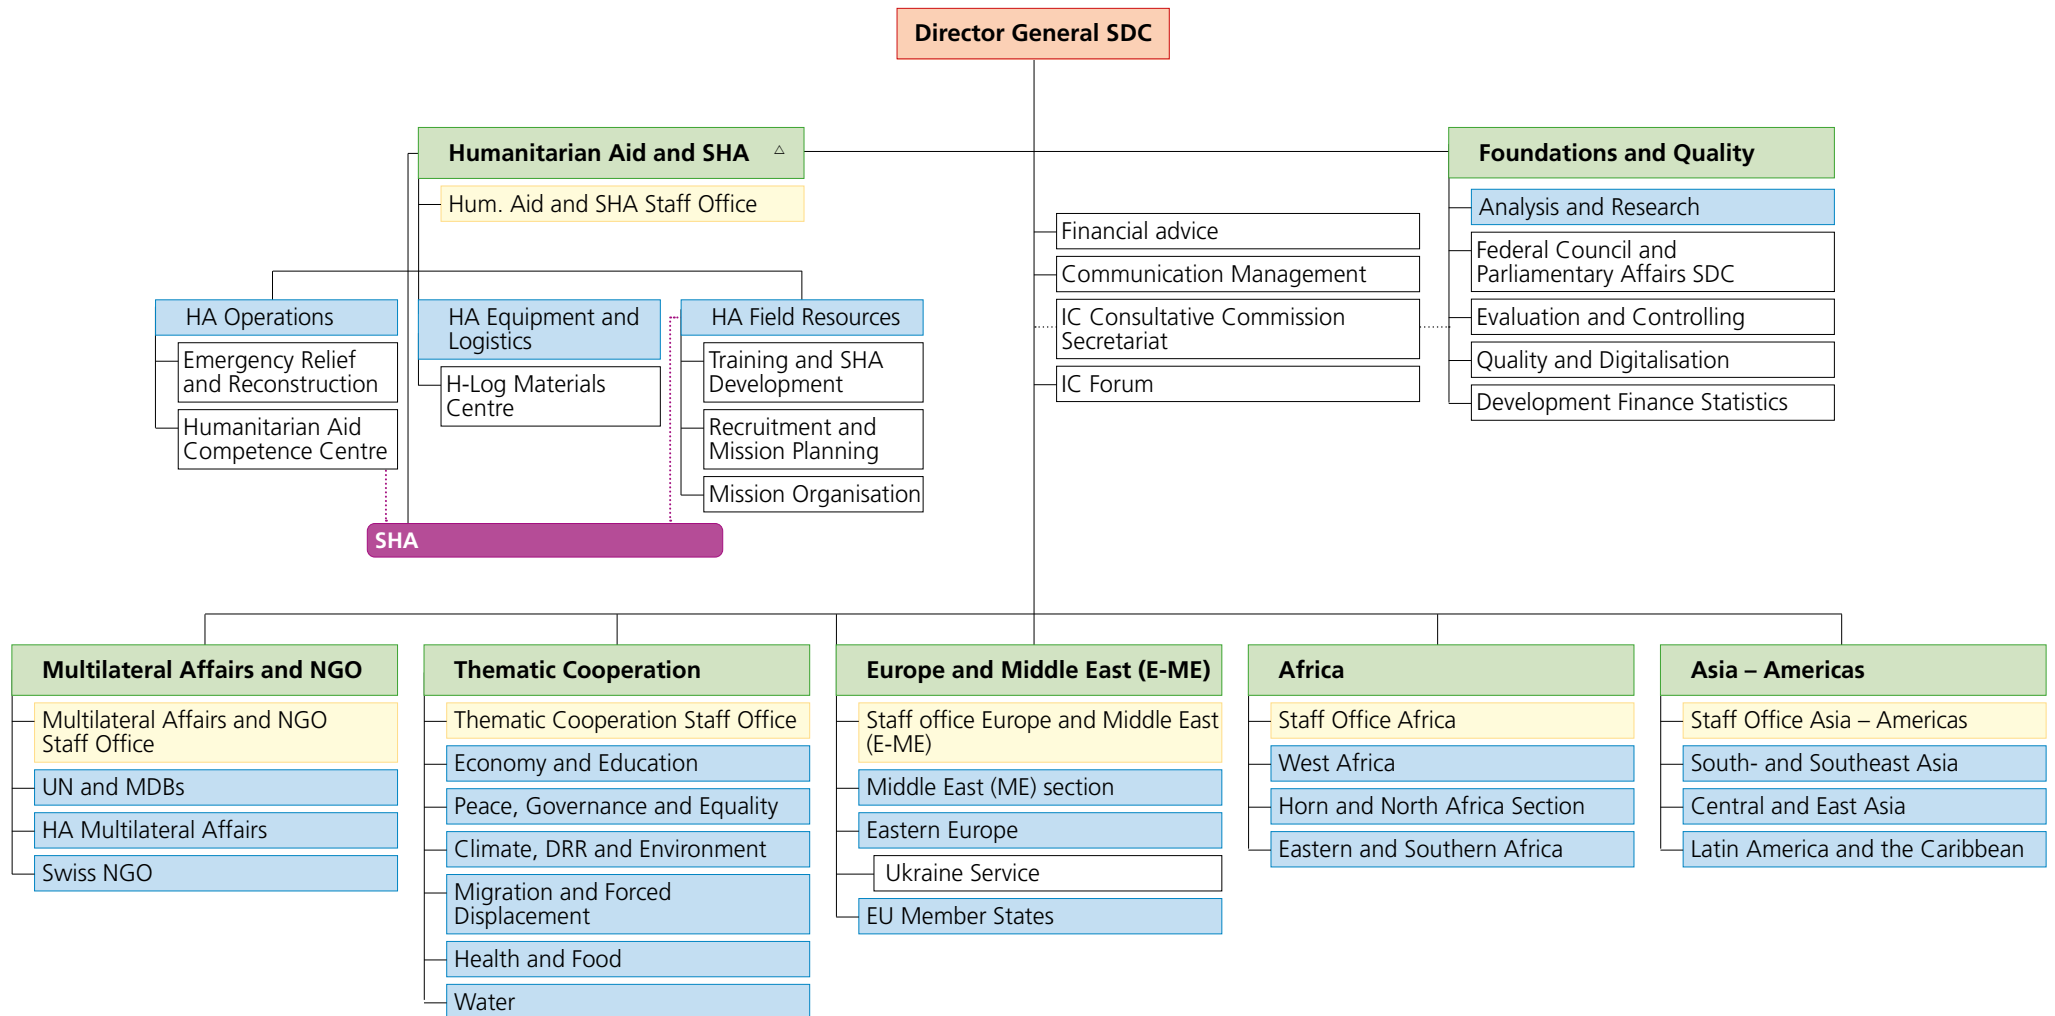 Director General SDC
Humanitarian Aid and SHA △
Hum. Aid and SHA Staff Office
HA Operations
Emergency Relief
and Reconstruction
Humanitarian Aid
Competence Centre
HA Equipment and
Logistics
H-Log Materials
Centre
HA Field Resources
Training and SHA
Development
Recruitment and
Mission Planning
Mission Organisation
SHA
Financial advice
Communication Management
IC Consultative Commission
Secretariat
IC Forum
Foundations and Quality
Analysis and Research
Federal Council and
Parliamentary Affairs SDC
Evaluation and Controlling
Quality and Digitalisation
Development Finance Statistics
Multilateral Affairs and NGO
Multilateral Affairs and NGO
Staff Office
UN and MDBs
HA Multilateral Affairs
Swiss NGO
Thematic Cooperation
Thematic Cooperation Staff Office
Economy and Education
Peace, Governance and Equality
Climate, DRR and Environment
Migration and Forced
Displacement
Health and Food
Water
Europe and Middle East (E-ME)
Staff office Europe and Middle East
(E-ME)
Middle East (ME) section
Eastern Europe
Ukraine Service
EU Member States
Africa
Staff Office Africa
West Africa
Horn and North Africa Section
Eastern and Southern Africa
Asia – Americas
Staff Office Asia – Americas
South- and Southeast Asia
Central and East Asia
Latin America and the Caribbean